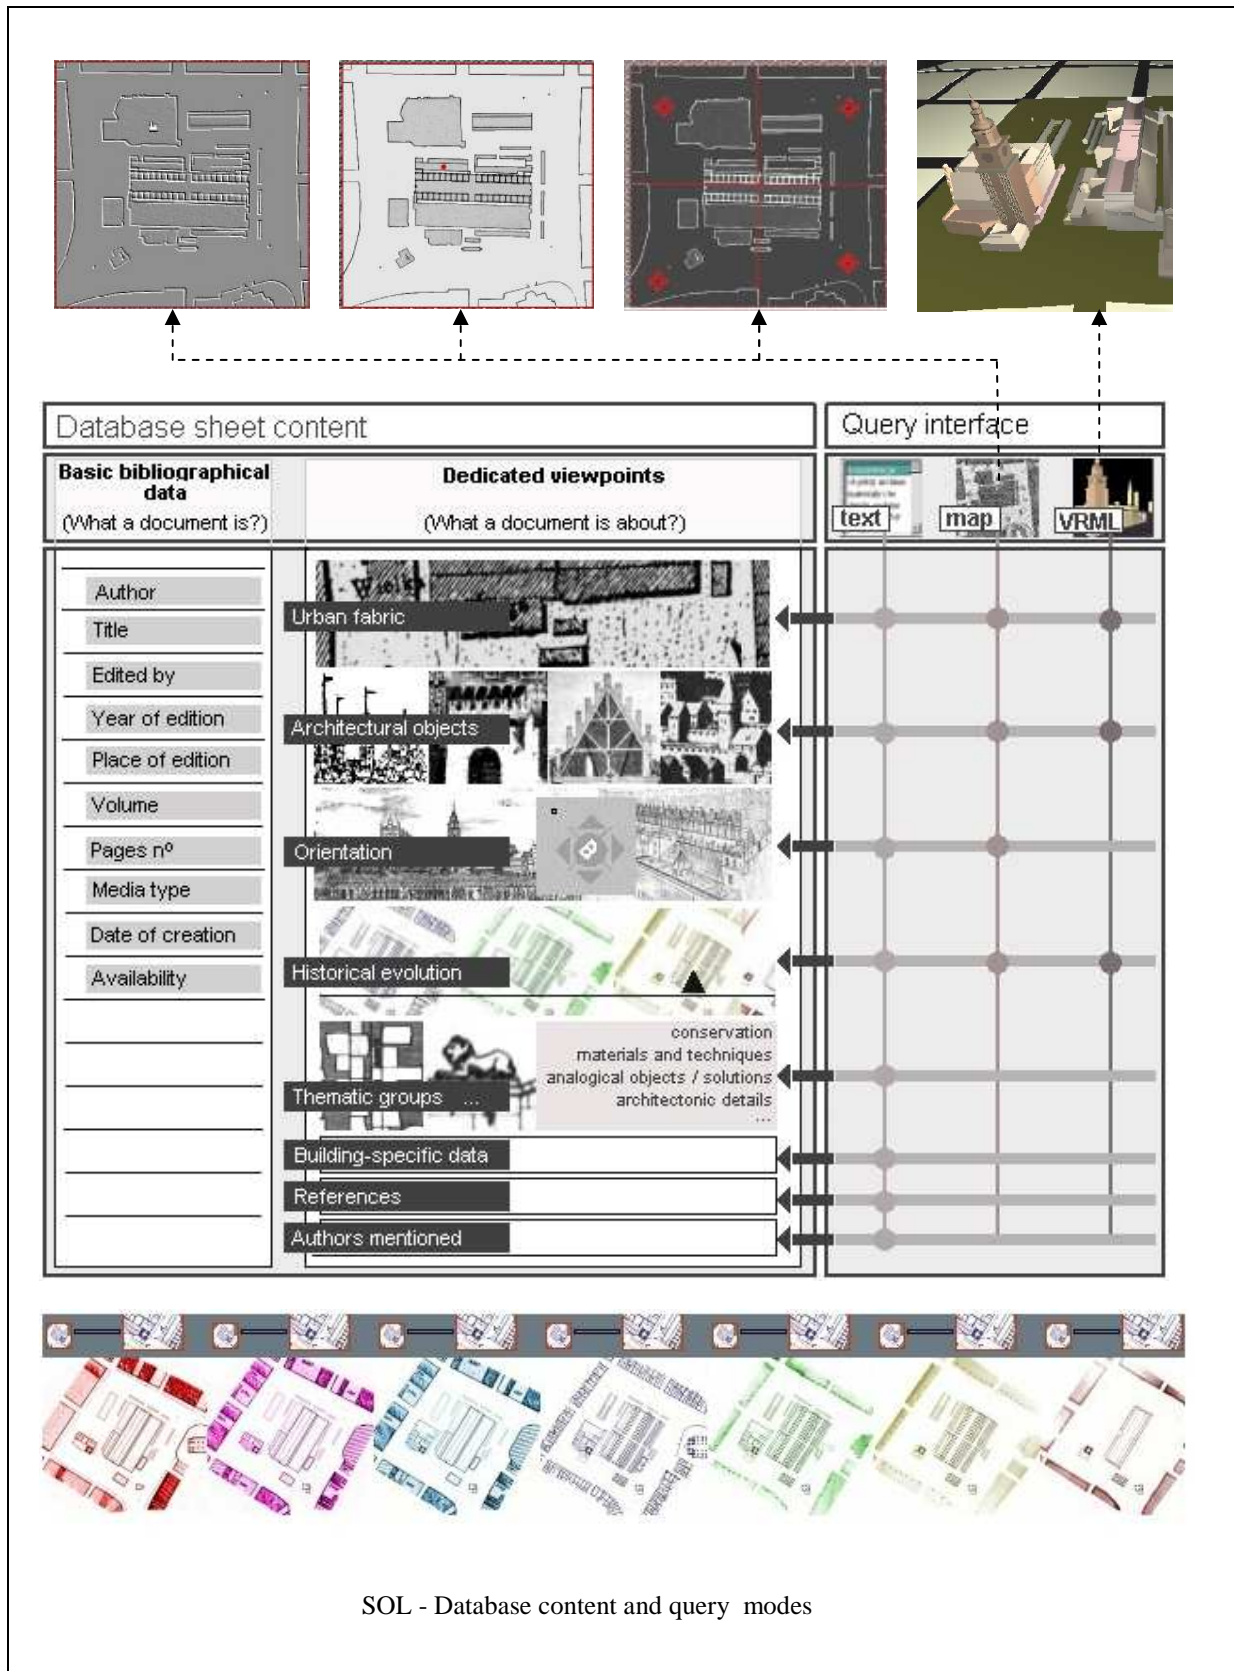 Database sheet content
Query interface
Basic bibliographical
data
(What a document is?)
Dedicated viewpoints
(What a document is about?)
text
map
VRML
Author
Title
Edited by
Year of edition
Place of edition
Volume
Pages nº
Media type
Date of creation
Availability
Urban fabric
Architectural objects
Orientation
Historical evolution
Thematic groups ...
conservation
materials and techniques
analogical objects / solutions
architectonic details
...
Building-specific data
References
Authors mentioned
SOL - Database content and query modes